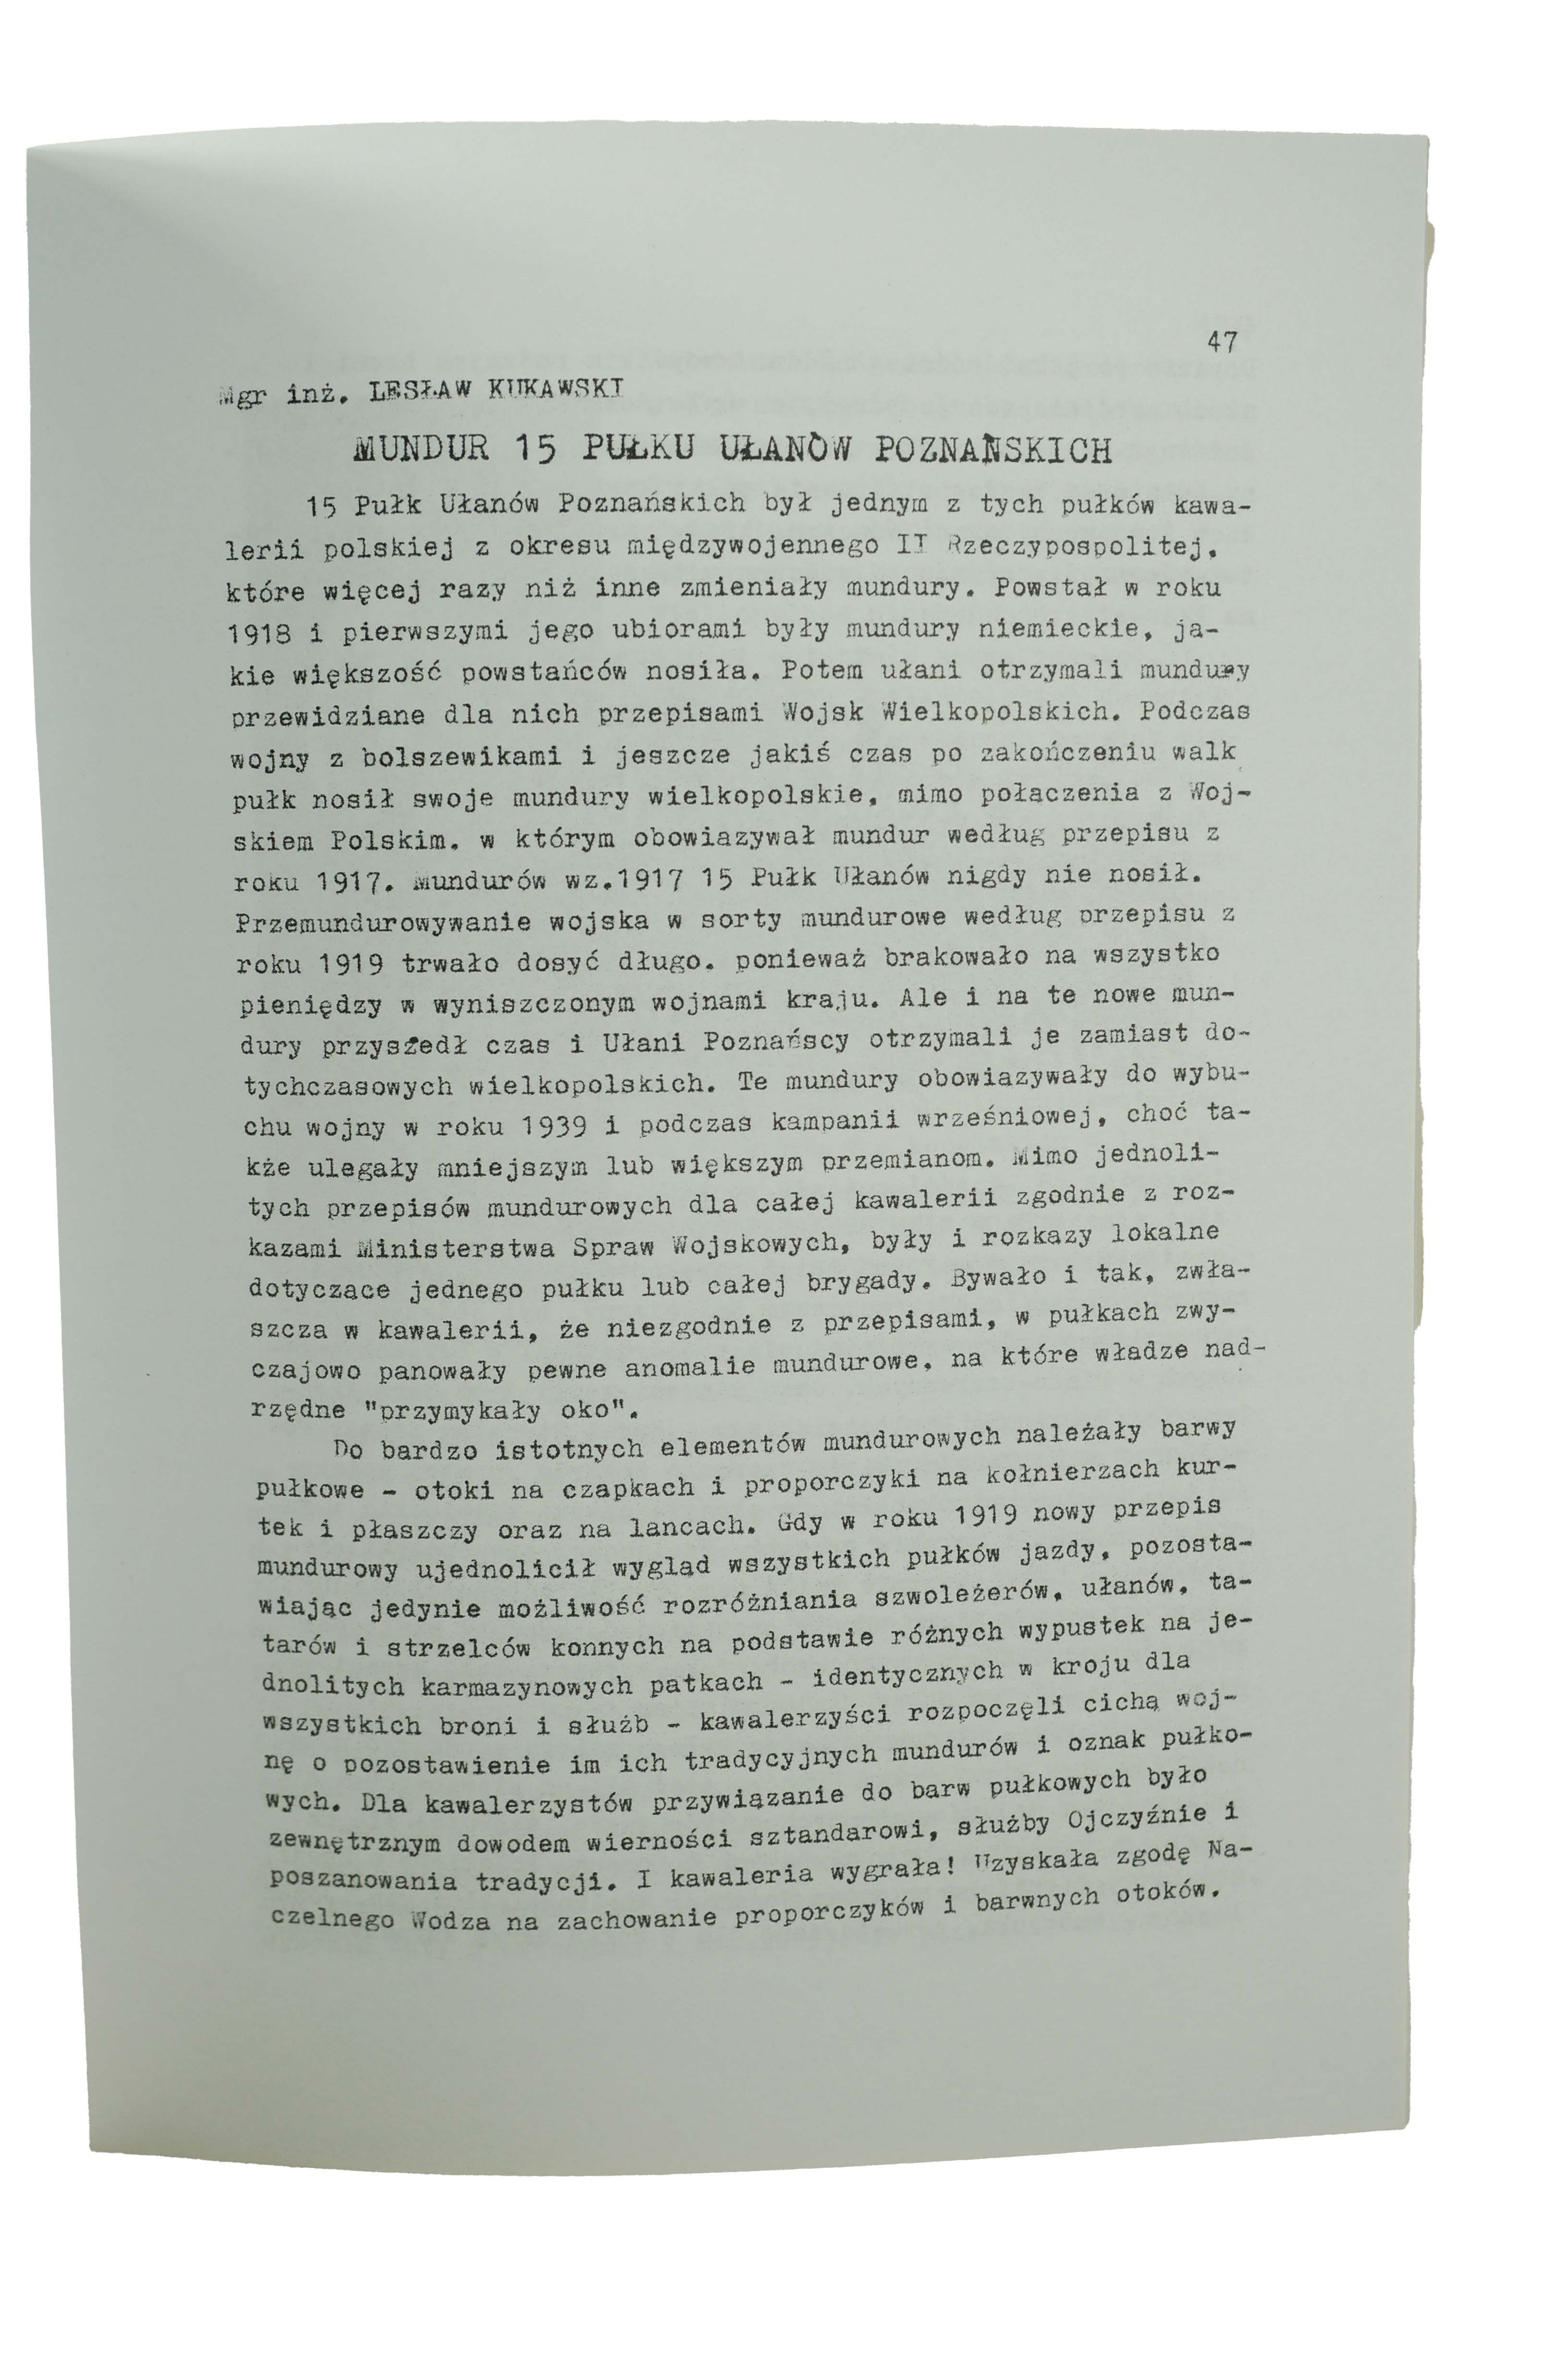 47
Mgr inż. LESŁAW KUKAWSKI
MUNDUR 15 PUŁKU UŁANÓW POZNAŃSKICH
15 Pułk Ułanów Poznańskich był jednym z tych pułków kawa-
lerii polskiej z okresu międzywojennego II Rzeczypospolitej,
które więcej razy niż inne zmieniały mundury. Powstał w roku
1918 i pierwszymi jego ubiorami były mundury niemieckie, ja-
kie większość powstańców nosiła. Potem ułani otrzymali mundury
przewidziane dla nich przepisami Wojsk Wielkopolskich. Podczas
wojny z bolszewikami i jeszcze jakiś czas po zakończeniu walk
pułk nosił swoje mundury wielkopolskie, mimo połączenia z Woj-
skiem Polskim, w którym obowiazywał mundur według przepisu z
roku 1917. Mundurów wz.1917 15 Pułk Ułanów nigdy nie nosił.
Przemundurowywanie wojska w sorty mundurowe według przepisu z
roku 1919 trwało dosyć długo, ponieważ brakowało na wszystko
pieniędzy w wyniszczonym wojnami kraju. Ale i na te nowe mun-
dury przyszedł czas i Ułani Poznańscy otrzymali je zamiast do-
tychczasowych wielkopolskich. Te mundury obowiazywały do wybu-
chu wojny w roku 1939 i podczas kampanii wrześniowej, choć ta-
kże ulegały mniejszym lub większym przemianom. Mimo jednoli-
tych przepisów mundurowych dla całej kawalerii zgodnie z roz-
kazami Ministerstwa Spraw Wojskowych, były i rozkazy lokalne
dotyczące jednego pułku lub całej brygady. Bywało i tak, zwła-
szcza w kawalerii, że niezgodnie z przepisami, w pułkach zwy-
czajowo panowały pewne anomalie mundurowe, na które władze nad-
rzędne "przymykały oko".
Do bardzo istotnych elementów mundurowych należały barwy
pułkowe - otoki na czapkach i proporczyki na kołnierzach kur-
tek i płaszczy oraz na lancach. Gdy w roku 1919 nowy przepis
mundurowy ujednolicił wygląd wszystkich pułków jazdy, pozosta-
wiając jedynie możliwość rozróżniania szwoleżerów, ułanów, ta-
tarów i strzelców konnych na podstawie różnych wypustek na je-
dnolitych karmazynowych patkach - identycznych w kroju dla
wszystkich broni i służb - kawalerzyści rozpoczęli cichą woj-
nę o pozostawienie im ich tradycyjnych mundurów i oznak pułko-
wych. Dla kawalerzystów przywiązanie do barw pułkowych było
zewnętrznym dowodem wierności sztandarowi, służby Ojczyźnie i
poszanowania tradycji. I kawaleria wygrała! Uzyskała zgodę Na-
czelnego Wodza na zachowanie proporczyków i barwnych otoków.